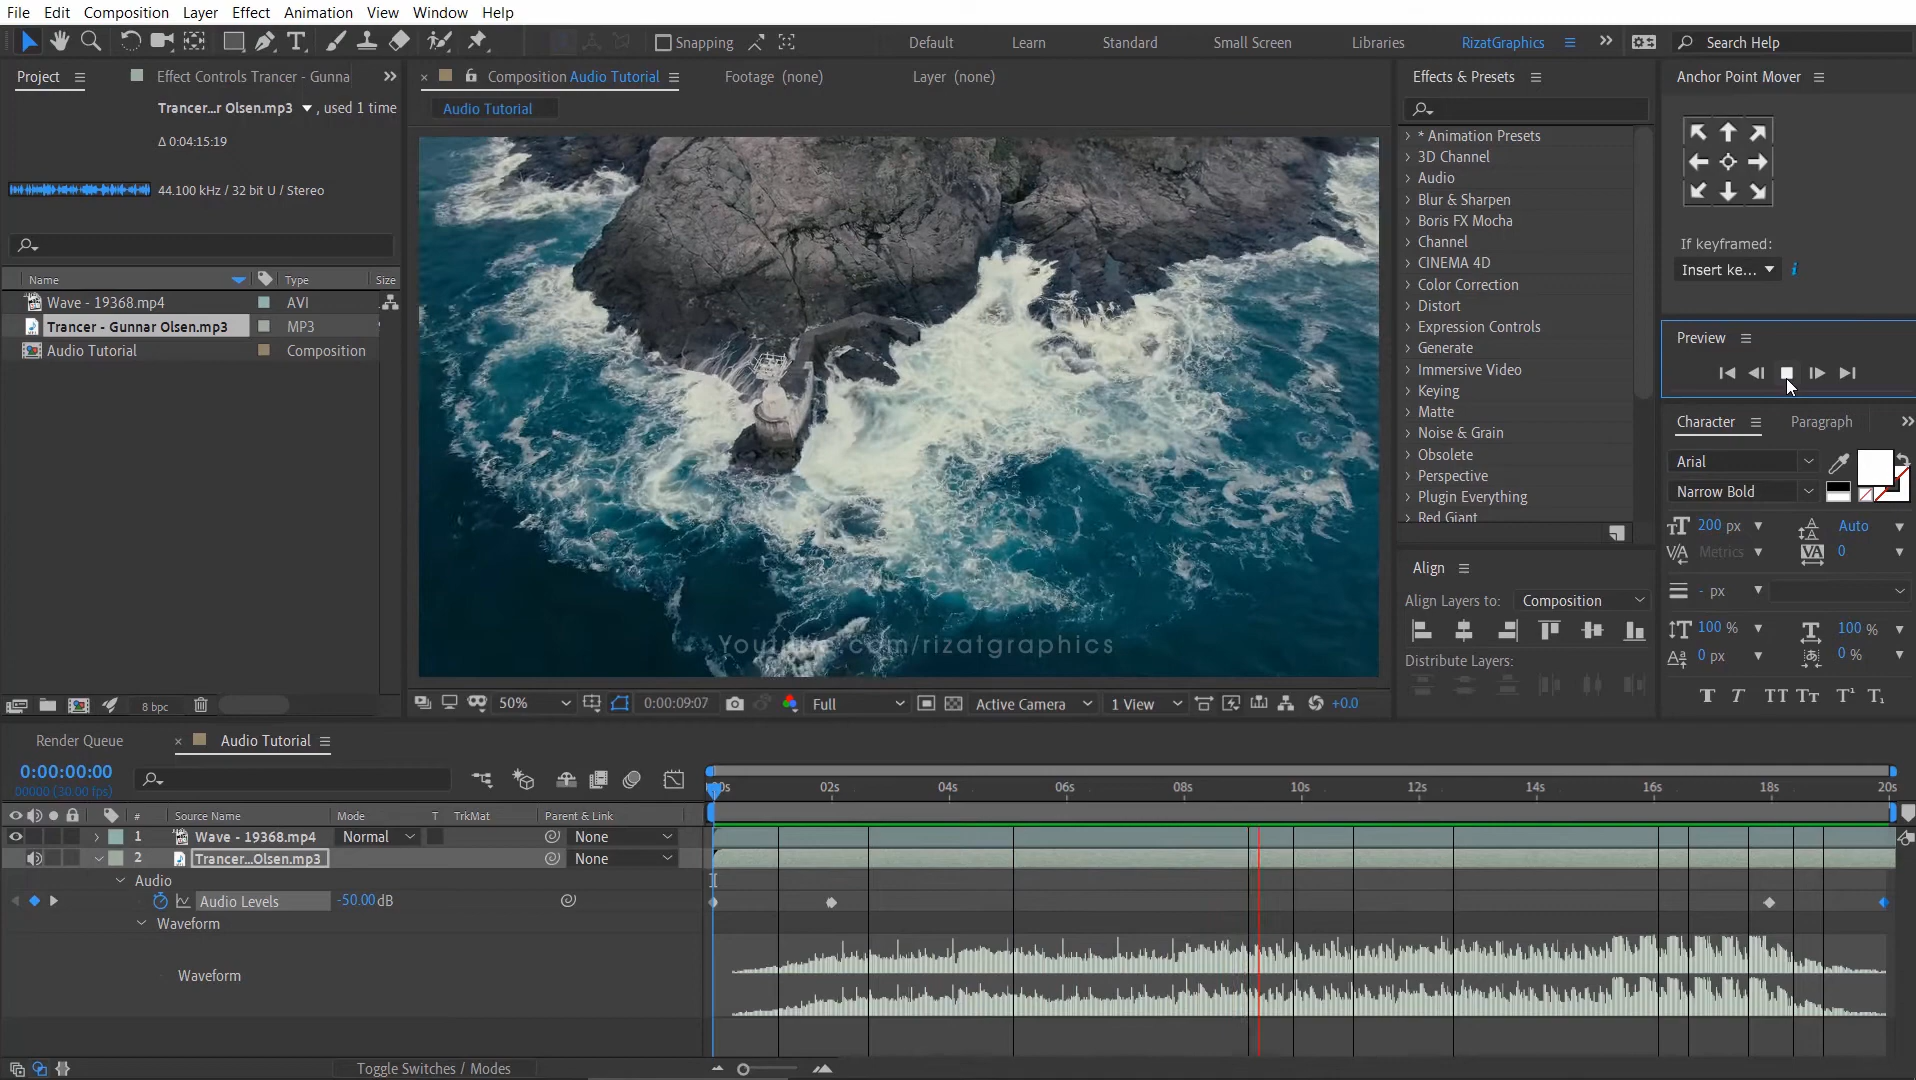 File Edit Composition Layer Effect Animation View Window Help
Snapping Default Learn Standard Small Screen Libraries RizatGraphics Search Help
Project Effect Controls Trancer - Gunna
Trancer...r Olsen.mp3 , used 1 time
Δ 0:04:15:19
44.100 kHz / 32 bit U / Stereo
Name Type Size
Wave - 19368.mp4 AVI
Trancer - Gunnar Olsen.mp3 MP3
Audio Tutorial Composition
8 bpc
Composition Audio Tutorial Footage (none) Layer (none)
Audio Tutorial
Youtube.com/rizatgraphics
50% 0:00:09:07 Full Active Camera 1 View +0.0
Effects & Presets
* Animation Presets
3D Channel
Audio
Blur & Sharpen
Boris FX Mocha
Channel
CINEMA 4D
Color Correction
Distort
Expression Controls
Generate
Immersive Video
Keying
Matte
Noise & Grain
Obsolete
Perspective
Plugin Everything
Red Giant
Align
Align Layers to: Composition
Distribute Layers:
Anchor Point Mover
If keyframed:
Insert ke... i
Preview
Character Paragraph
Arial
Narrow Bold
200 px Auto
Metrics 0
- px
100 % 100 %
0 px 0 %
T T TT Tt T¹ T₁
Render Queue Audio Tutorial
0:00:00:00
00000 (30.00 fps)
00s 02s 04s 06s 08s 10s 12s 14s 16s 18s 20s
# Source Name Mode T TrkMat Parent & Link
1 Wave - 19368.mp4 Normal None
2 Trancer...Olsen.mp3 None
Audio
Audio Levels -50.00 dB
Waveform
Waveform
Toggle Switches / Modes